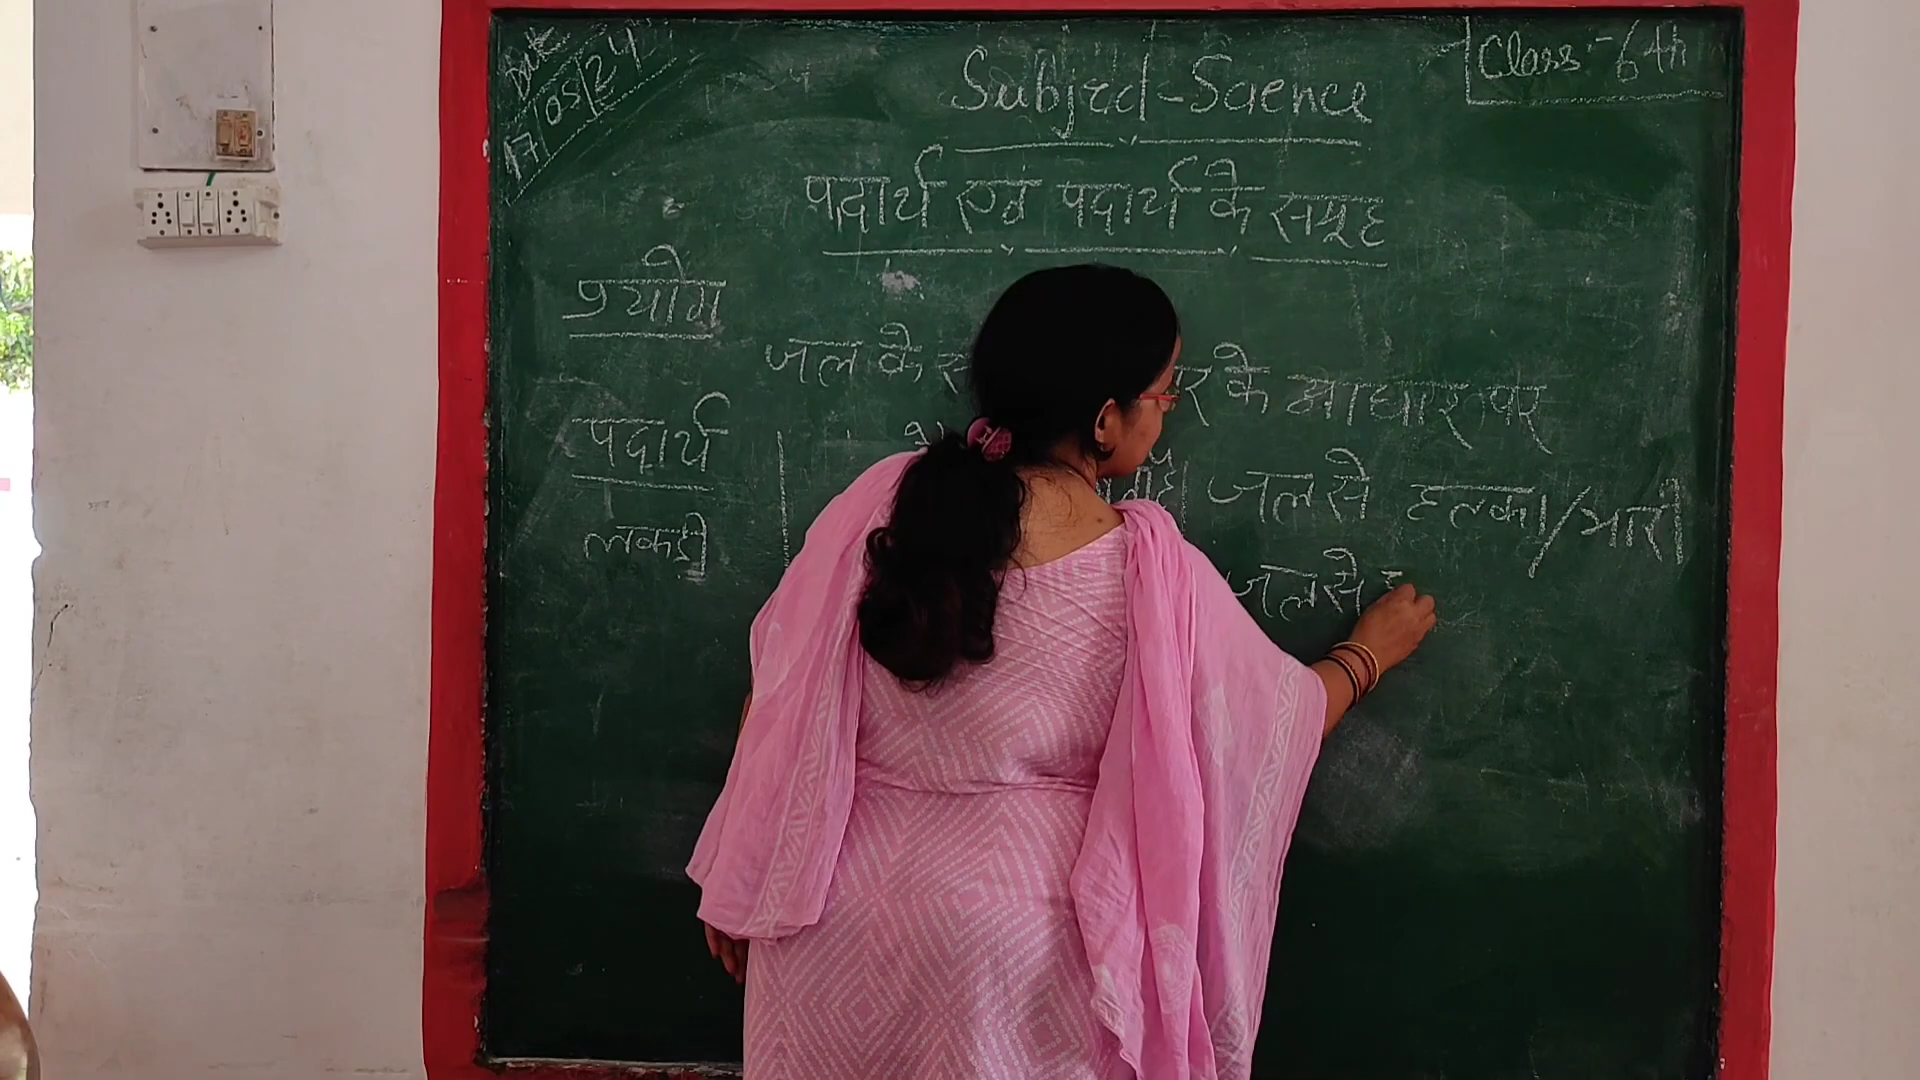 Date
17/05/24
Class :- 6th
Subject - Science
पदार्थ एवं पदार्थ के समूह
प्रयोग
जल के आधार पर
पदार्थ जल से हल्का/भारी
लकड़ी जल से